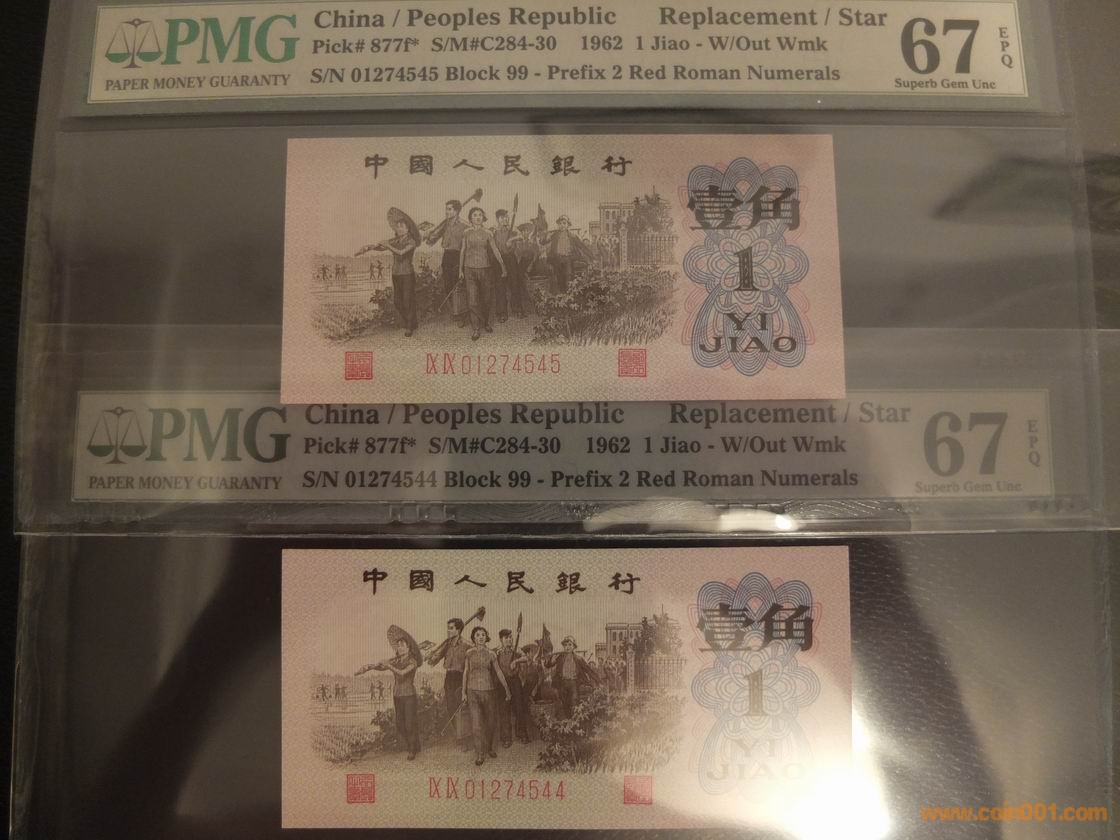 PMG
PAPER MONEY GUARANTY
China / Peoples Republic Replacement / Star
Pick# 877f* S/M#C284-30 1962 1 Jiao - W/Out Wmk
S/N 01274545 Block 99 - Prefix 2 Red Roman Numerals
67
EPQ
Superb Gem Unc
中國人民銀行
壹角
1
YI
JIAO
ⅨⅨ01274545
PMG
PAPER MONEY GUARANTY
China / Peoples Republic Replacement / Star
Pick# 877f* S/M#C284-30 1962 1 Jiao - W/Out Wmk
S/N 01274544 Block 99 - Prefix 2 Red Roman Numerals
67
EPQ
Superb Gem Unc
中國人民銀行
壹角
1
YI
JIAO
ⅨⅨ01274544
www.coin001.com